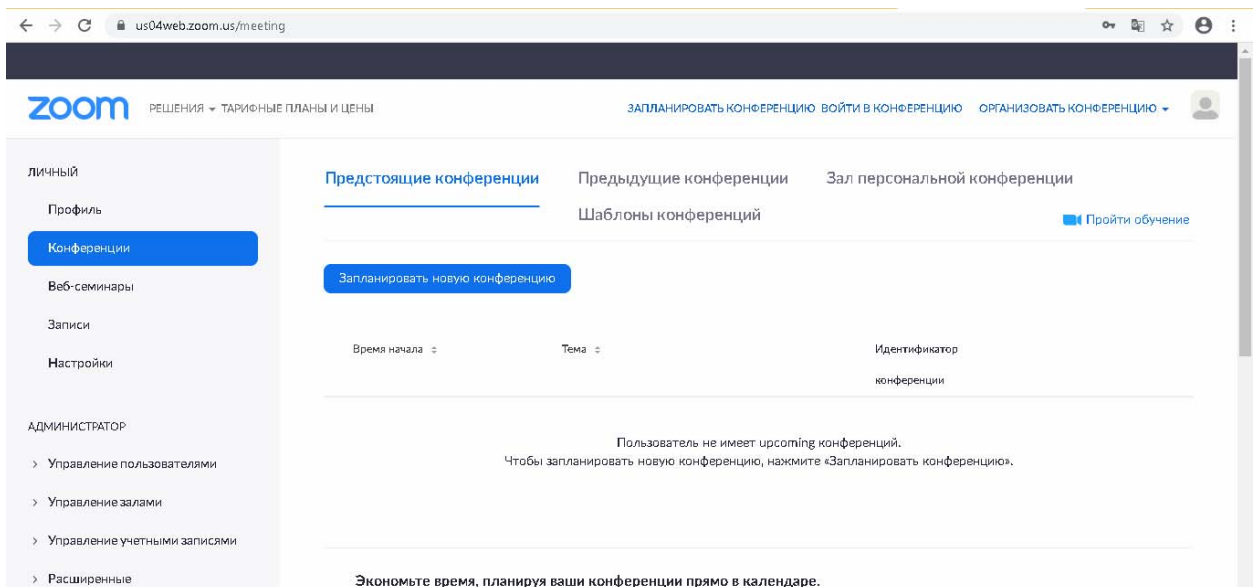 us04web.zoom.us/meeting
zoom
РЕШЕНИЯ ТАРИФНЫЕ ПЛАНЫ И ЦЕНЫ
ЗАПЛАНИРОВАТЬ КОНФЕРЕНЦИЮ ВОЙТИ В КОНФЕРЕНЦИЮ ОРГАНИЗОВАТЬ КОНФЕРЕНЦИЮ
ЛИЧНЫЙ
Профиль
Конференции
Веб-семинары
Записи
Настройки
АДМИНИСТРАТОР
Управление пользователями
Управление залами
Управление учетными записями
Расширенные
Предстоящие конференции Предыдущие конференции Зал персональной конференции
Шаблоны конференций
Пройти обучение
Запланировать новую конференцию
Время начала Тема Идентификатор
конференции
Пользователь не имеет upcoming конференций.
Чтобы запланировать новую конференцию, нажмите «Запланировать конференцию».
Экономьте время, планируя ваши конференции прямо в календаре.